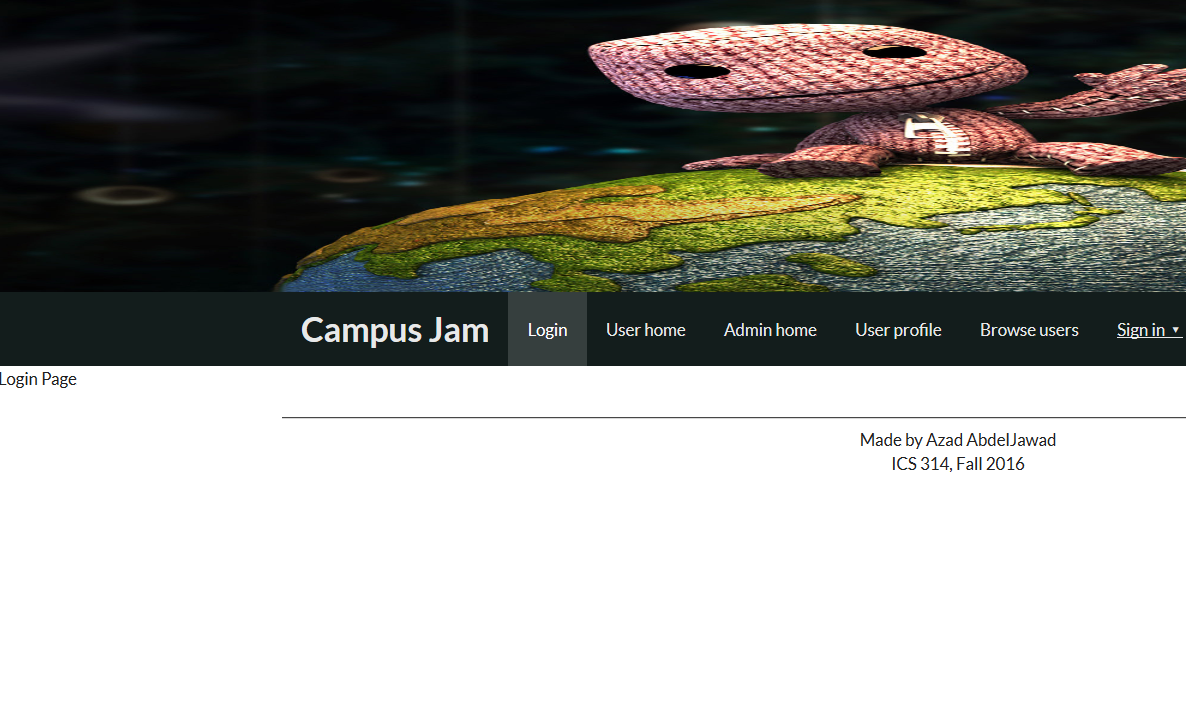 Campus Jam Login User home Admin home User profile Browse users Sign in ▾
Login Page
Made by Azad AbdelJawad
ICS 314, Fall 2016